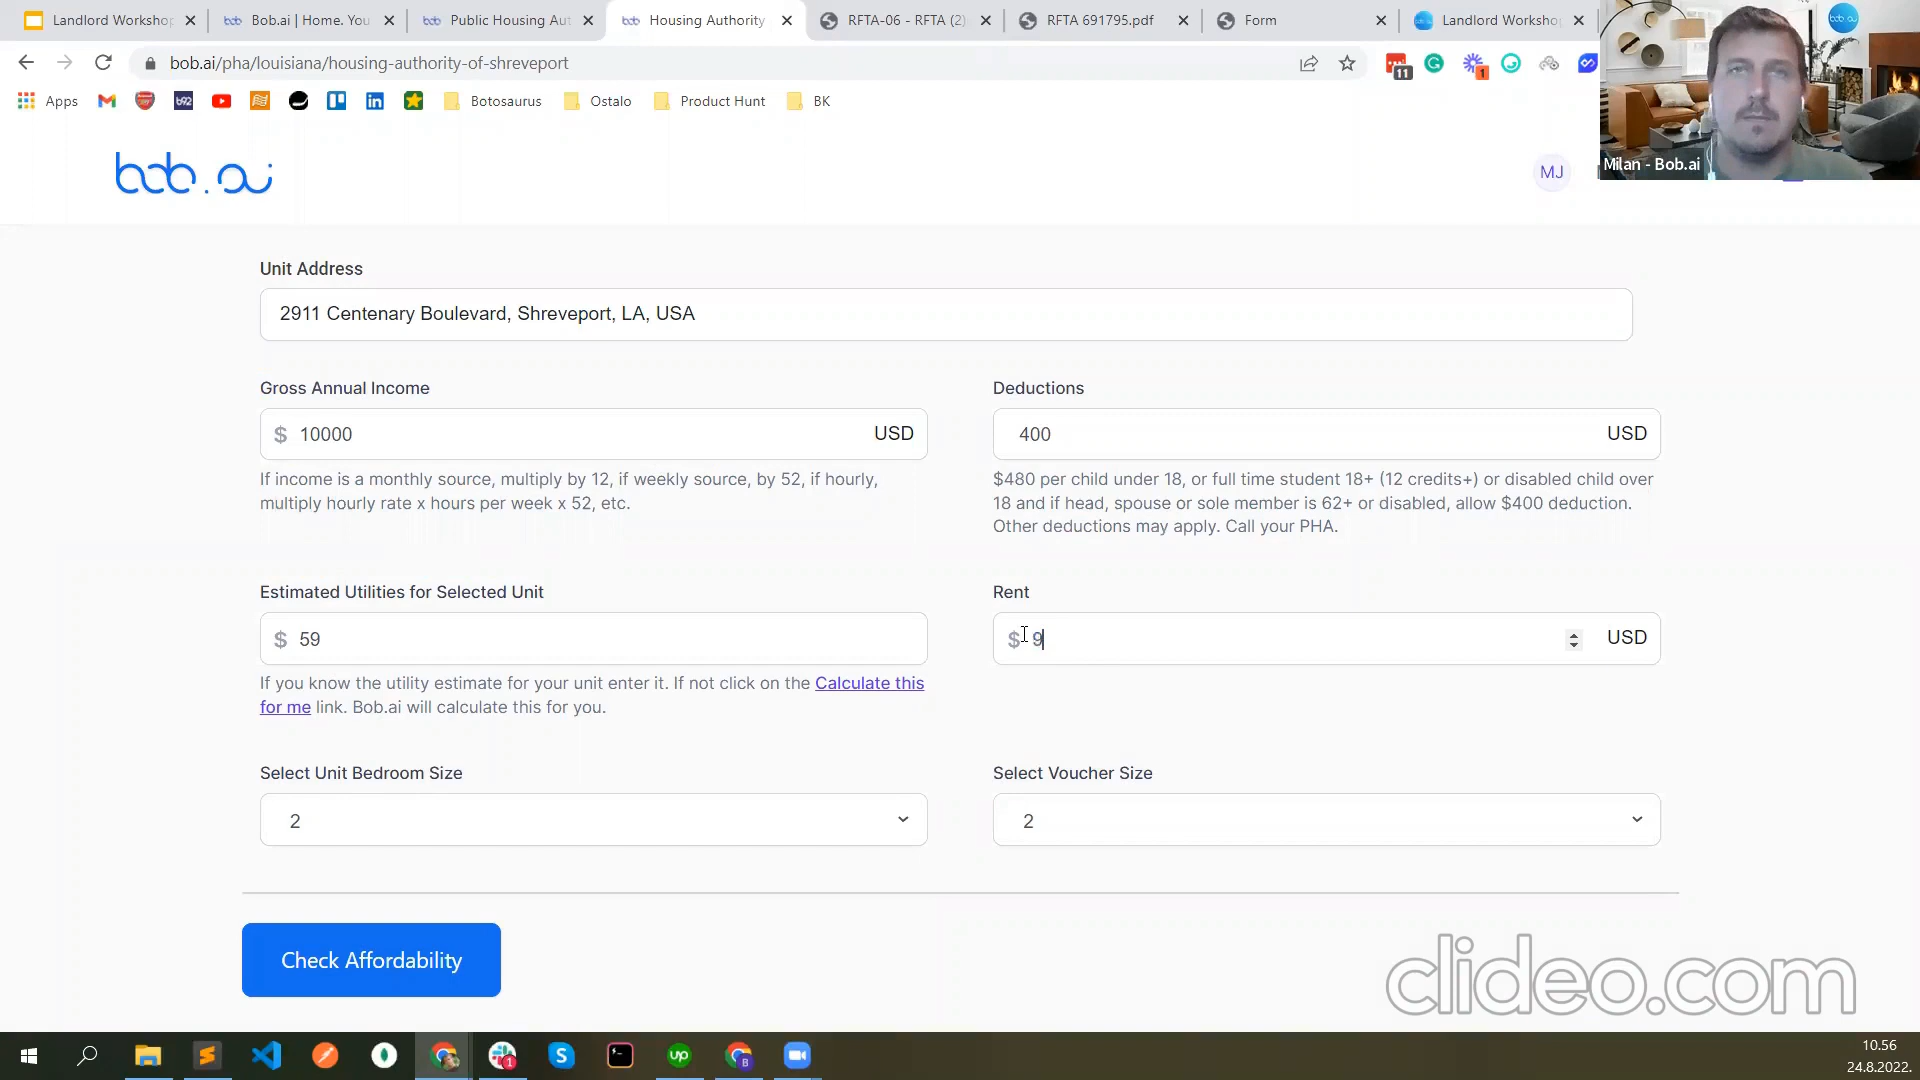 Landlord Workshop
Bob.ai | Home. You
Public Housing Aut
Housing Authority
RFTA-06 - RFTA (2)
RFTA 691795.pdf
Form
Landlord Workshop
bob.ai/pha/louisiana/housing-authority-of-shreveport
11
1
Apps
b92
Botosaurus
Ostalo
Product Hunt
BK
bob.ai
Milan - Bob.ai
bob.ai
MJ
Unit Address
2911 Centenary Boulevard, Shreveport, LA, USA
Gross Annual Income
Deductions
$ 10000 USD
400 USD
If income is a monthly source, multiply by 12, if weekly source, by 52, if hourly,
multiply hourly rate x hours per week x 52, etc.
$480 per child under 18, or full time student 18+ (12 credits+) or disabled child over
18 and if head, spouse or sole member is 62+ or disabled, allow $400 deduction.
Other deductions may apply. Call your PHA.
Estimated Utilities for Selected Unit
Rent
$ 59
$ 9 USD
If you know the utility estimate for your unit enter it. If not click on the Calculate this
for me link. Bob.ai will calculate this for you.
Select Unit Bedroom Size
Select Voucher Size
2
2
Check Affordability
clideo.com
1
up
B
10.56
24.8.2022.